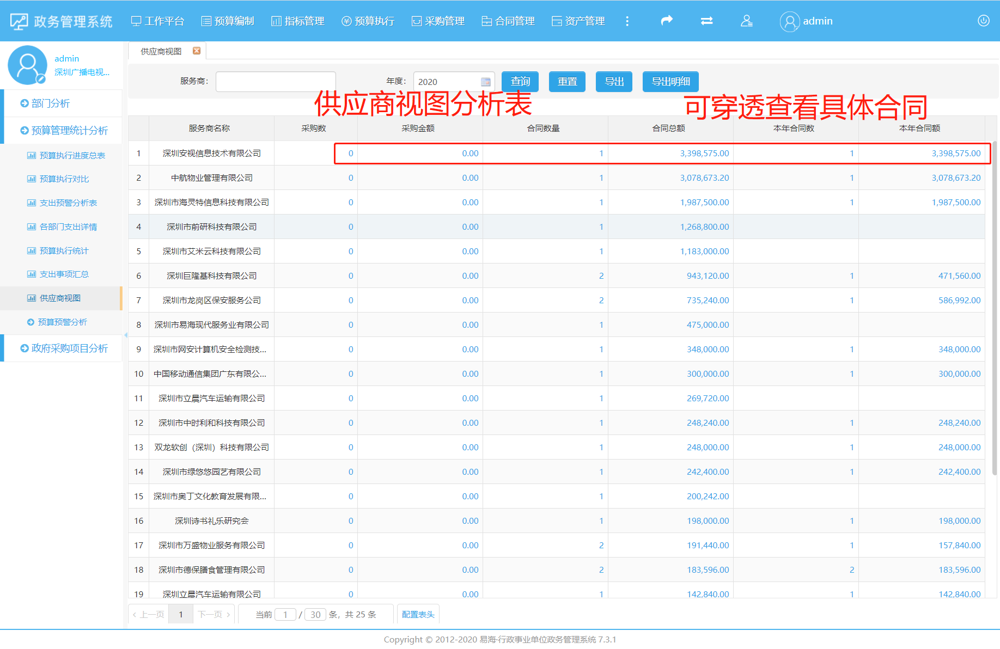 政务管理系统 工作平台 预算编制 指标管理 预算执行 采购管理 合同管理 资产管理 admin
admin
深圳广播电视...
部门分析
预算管理统计分析
预算执行进度总表
预算执行对比
支出预警分析表
各部门支出详情
预算执行统计
支出事项汇总
供应商视图
预算预警分析
政府采购项目分析
供应商视图
服务商: 年度: 2020 查询 重置 导出 导出明细
供应商视图分析表 可穿透查看具体合同
服务商名称 采购数 采购金额 合同数量 合同总额 本年合同数 本年合同额
1 深圳安视信息技术有限公司 0 0.00 1 3,398,575.00 1 3,398,575.00
2 中航物业管理有限公司 0 0.00 1 3,078,673.20 1 3,078,673.20
3 深圳市海灵特信息科技有限公司 0 0.00 1 1,987,500.00 1 1,987,500.00
4 深圳市前研科技有限公司 0 0.00 1 1,268,800.00
5 深圳市艾米云科技有限公司 0 0.00 1 1,183,000.00
6 深圳巨隆基科技有限公司 0 0.00 2 943,120.00 1 471,560.00
7 深圳市龙岗区保安服务公司 0 0.00 2 735,240.00 1 586,992.00
8 深圳市易海现代服务业有限公司 0 0.00 1 475,000.00
9 深圳市网安计算机安全检测技... 0 0.00 1 348,000.00 1 348,000.00
10 中国移动通信集团广东有限公... 0 0.00 1 300,000.00 1 300,000.00
11 深圳市立晨汽车运输有限公司 0 0.00 1 269,720.00
12 深圳市中时利和科技有限公司 0 0.00 1 248,240.00 1 248,240.00
13 双龙软创（深圳）科技有限公司 0 0.00 1 248,000.00 1 248,000.00
14 深圳市绿悠悠园艺有限公司 0 0.00 1 242,400.00 1 242,400.00
15 深圳市奥丁文化教育发展有限... 0 0.00 1 200,242.00
16 深圳诗书礼乐研究会 0 0.00 1 198,000.00 1 198,000.00
17 深圳市万盛物业服务有限公司 0 0.00 2 191,440.00 1 157,840.00
18 深圳市德保膳食管理有限公司 0 0.00 2 183,596.00 2 183,596.00
19 深圳立晨汽车运输有限公司 0 0.00 1 142,840.00 1 142,840.00
上一页 1 下一页 当前 1 / 30 条，共 25 条 配置表头
Copyright © 2012-2020 易海·行政事业单位政务管理系统 7.3.1